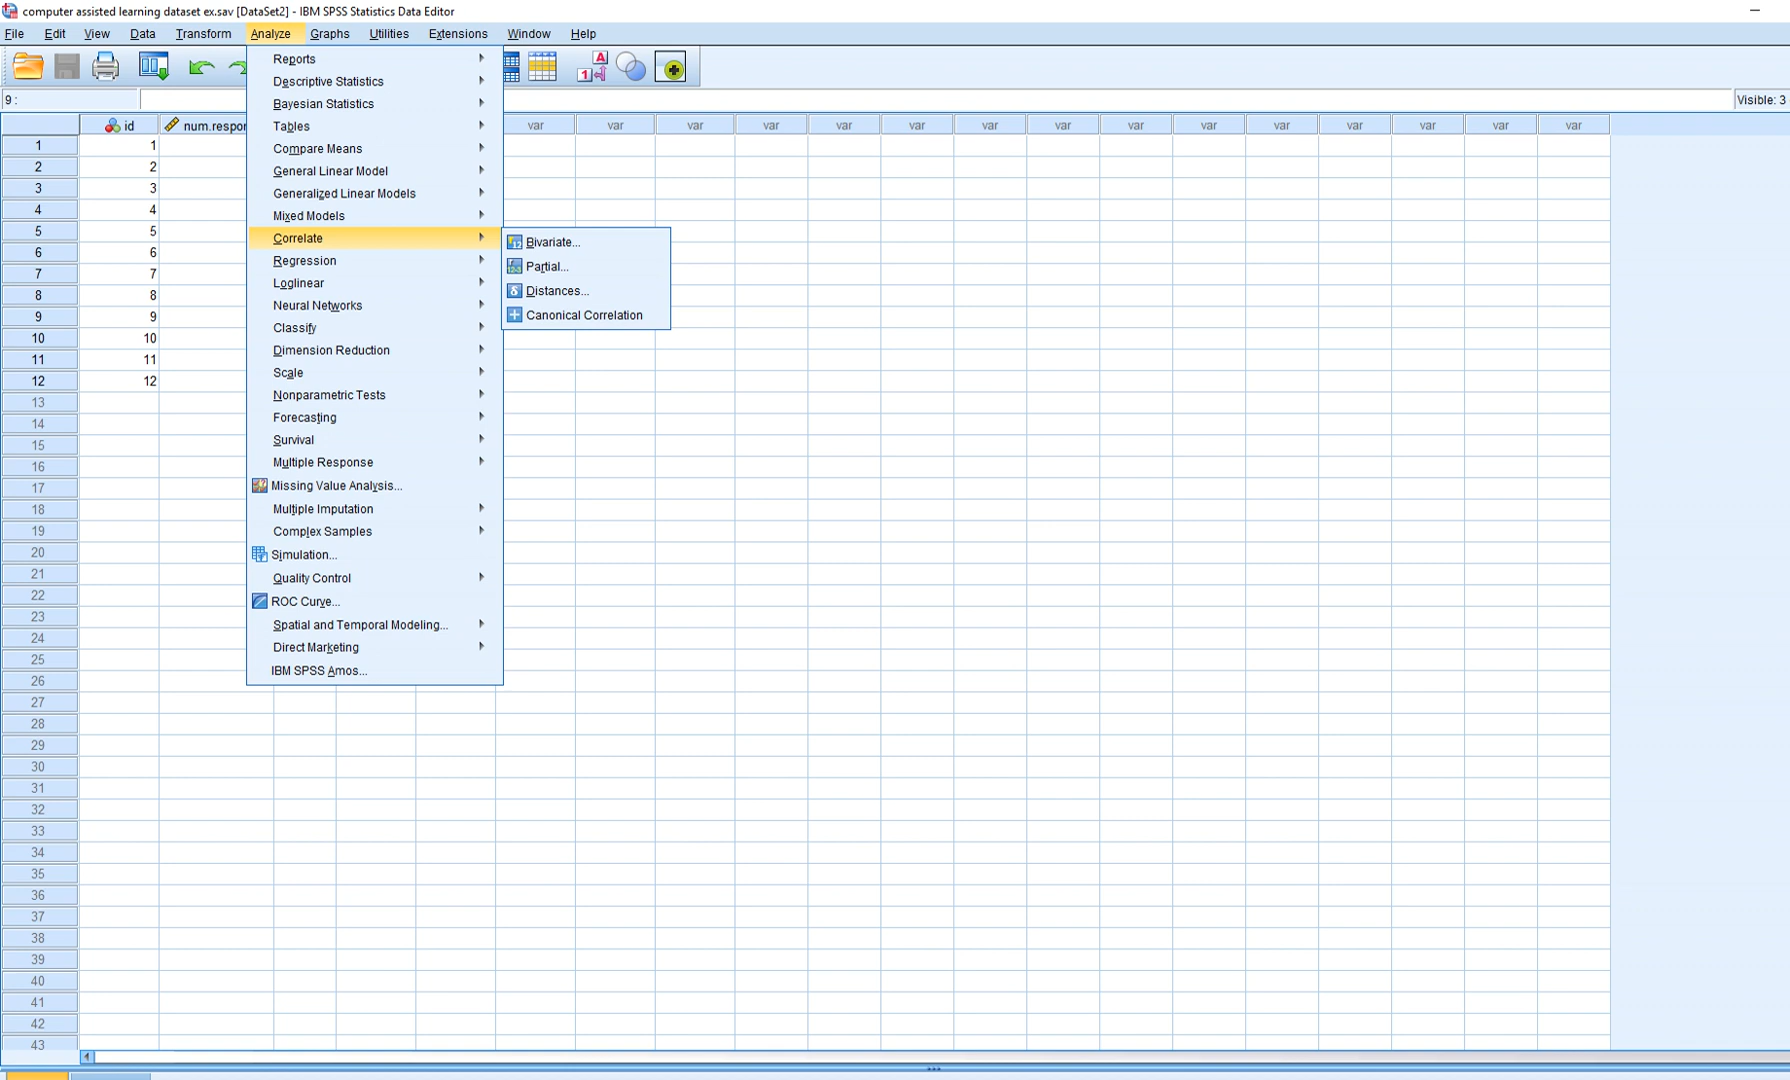 computer assisted learning dataset ex.sav [DataSet2] - IBM SPSS Statistics Data Editor
File Edit View Data Transform Analyze Graphs Utilities Extensions Window Help
9 :
Visible: 3
id num.respor var var var var var var var var var var var var var var
1 1
2 2
3 3
4 4
5 5
6 6
7 7
8 8
9 9
10 10
11 11
12 12
13
14
15
16
17
18
19
20
21
22
23
24
25
26
27
28
29
30
31
32
33
34
35
36
37
38
39
40
41
42
43
Reports
Descriptive Statistics
Bayesian Statistics
Tables
Compare Means
General Linear Model
Generalized Linear Models
Mixed Models
Correlate
Regression
Loglinear
Neural Networks
Classify
Dimension Reduction
Scale
Nonparametric Tests
Forecasting
Survival
Multiple Response
Missing Value Analysis...
Multiple Imputation
Complex Samples
Simulation...
Quality Control
ROC Curve...
Spatial and Temporal Modeling...
Direct Marketing
IBM SPSS Amos...
Bivariate...
Partial...
Distances...
Canonical Correlation